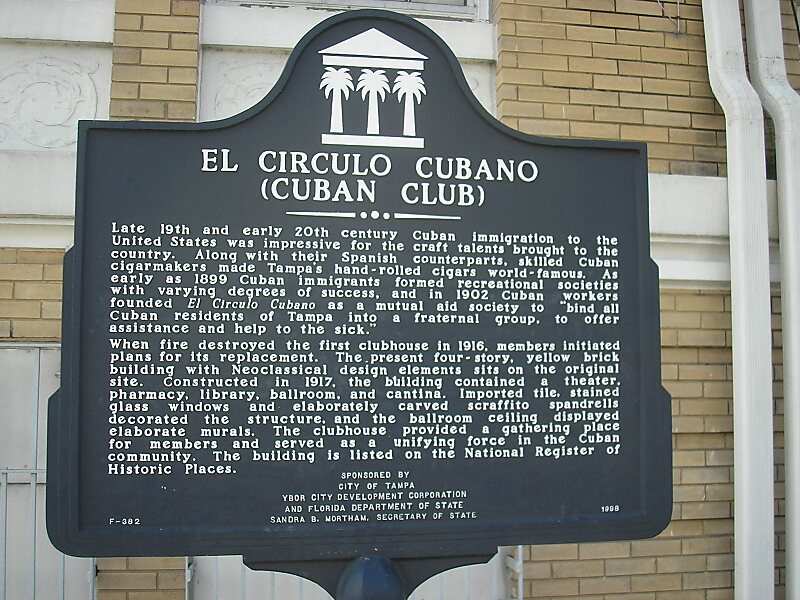 EL CIRCULO CUBANO
(CUBAN CLUB)
Late 19th and early 20th century Cuban immigration to the
United States was impressive for the craft talents brought to the
country. Along with their Spanish counterparts, skilled Cuban
cigarmakers made Tampa's hand-rolled cigars world-famous. As
early as 1899 Cuban immigrants formed recreational societies
with varying degrees of success, and in 1902 Cuban workers
founded El Circulo Cubano as a mutual aid society to "bind all
Cuban residents of Tampa into a fraternal group, to offer
assistance and help to the sick."
When fire destroyed the first clubhouse in 1916, members initiated
plans for its replacement. The present four-story, yellow brick
building with Neoclassical design elements sits on the original
site. Constructed in 1917, the building contained a theater,
pharmacy, library, ballroom, and cantina. Imported tile, stained
glass windows and elaborately carved scraffito spandrells
decorated the structure, and the ballroom ceiling displayed
elaborate murals. The clubhouse provided a gathering place
for members and served as a unifying force in the Cuban
community. The building is listed on the National Register of
Historic Places.
SPONSORED BY
CITY OF TAMPA
YBOR CITY DEVELOPMENT CORPORATION
AND FLORIDA DEPARTMENT OF STATE
SANDRA B. MORTHAM, SECRETARY OF STATE
F-382
1998